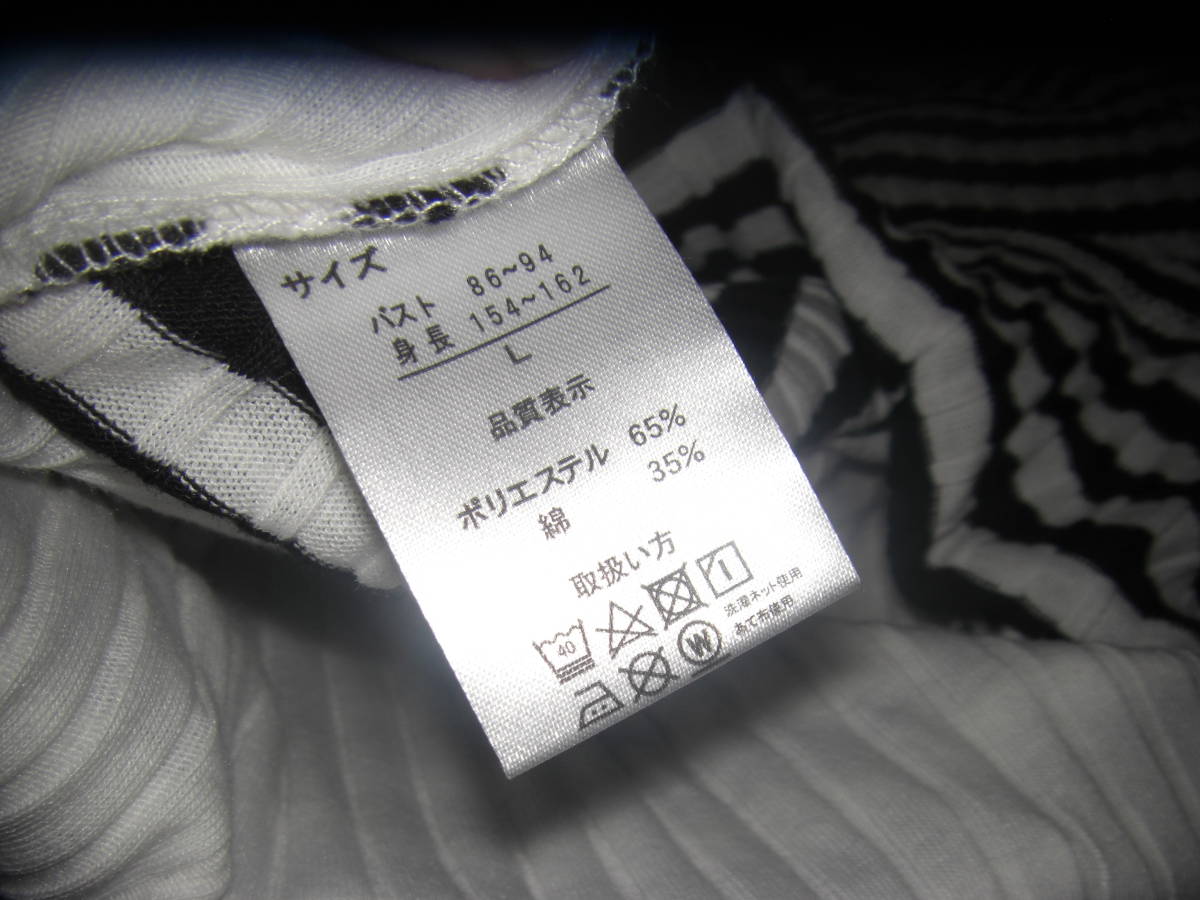 サイズ
バスト 86~94
身長 154~162
L
品質表示
ポリエステル 65%
綿 35%
取扱い方
40
洗濯ネット使用
あて布使用
W